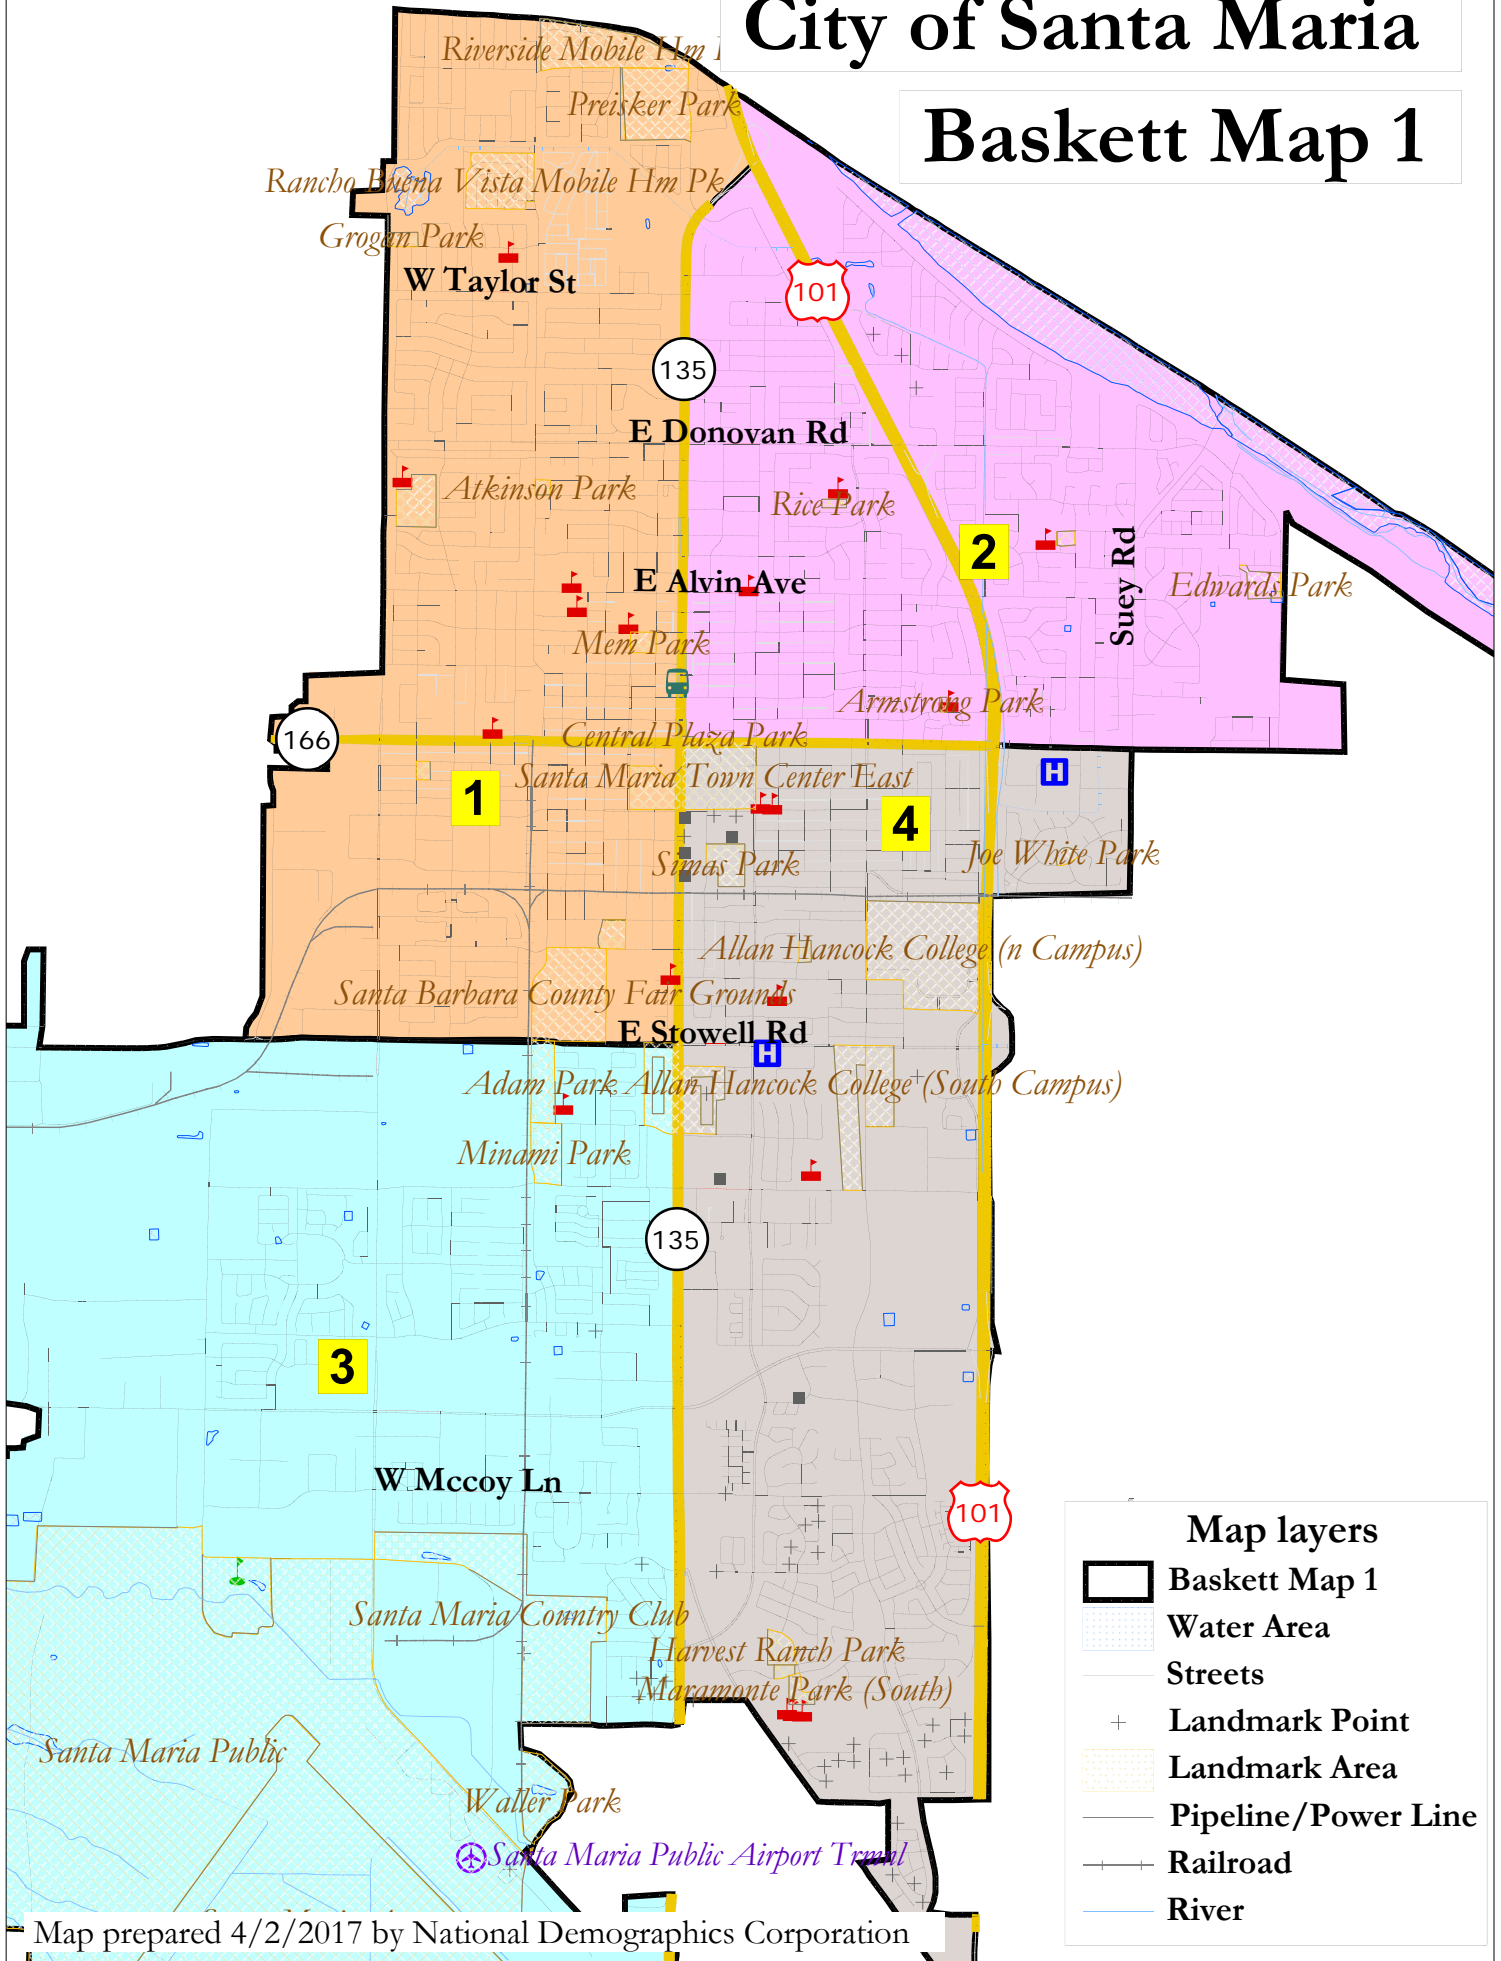 City of Santa Maria
Baskett Map 1
Riverside Mobile Hm
Preisker Park
Rancho Buena Vista Mobile Hm Pk
Grogan Park
W Taylor St
101
135
E Donovan Rd
Atkinson Park
Rice Park
2
Suey Rd
E Alvin Ave
Edwards Park
Mem Park
Armstrong Park
166
Central Plaza Park
Santa Maria Town Center East
H
1
4
Simas Park
Joe White Park
Allan Hancock College (n Campus)
Santa Barbara County Fair Grounds
E Stowell Rd
H
Adam Park
Allan Hancock College (South Campus)
Minami Park
135
3
W Mccoy Ln
101
Santa Maria Country Club
Harvest Ranch Park
Maramonte Park (South)
Santa Maria Public
Waller Park
Santa Maria Public Airport Trmnl
Map prepared 4/2/2017 by National Demographics Corporation
Map layers
Baskett Map 1
Water Area
Streets
Landmark Point
Landmark Area
Pipeline/Power Line
Railroad
River